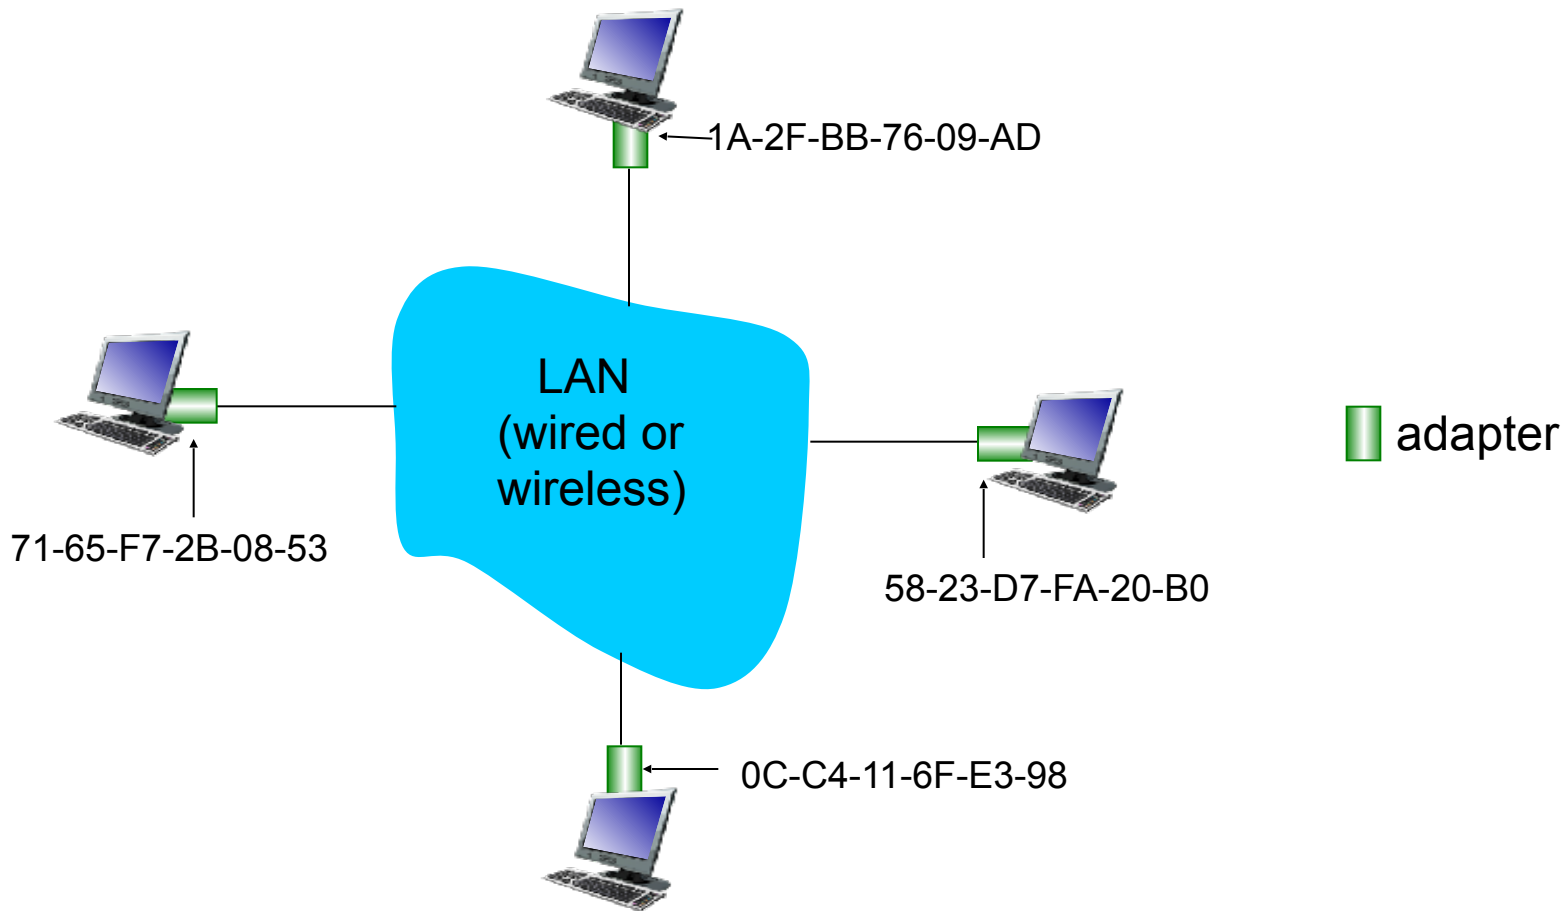 1A-2F-BB-76-09-AD
LAN
(wired or
wireless)
adapter
71-65-F7-2B-08-53
58-23-D7-FA-20-B0
0C-C4-11-6F-E3-98